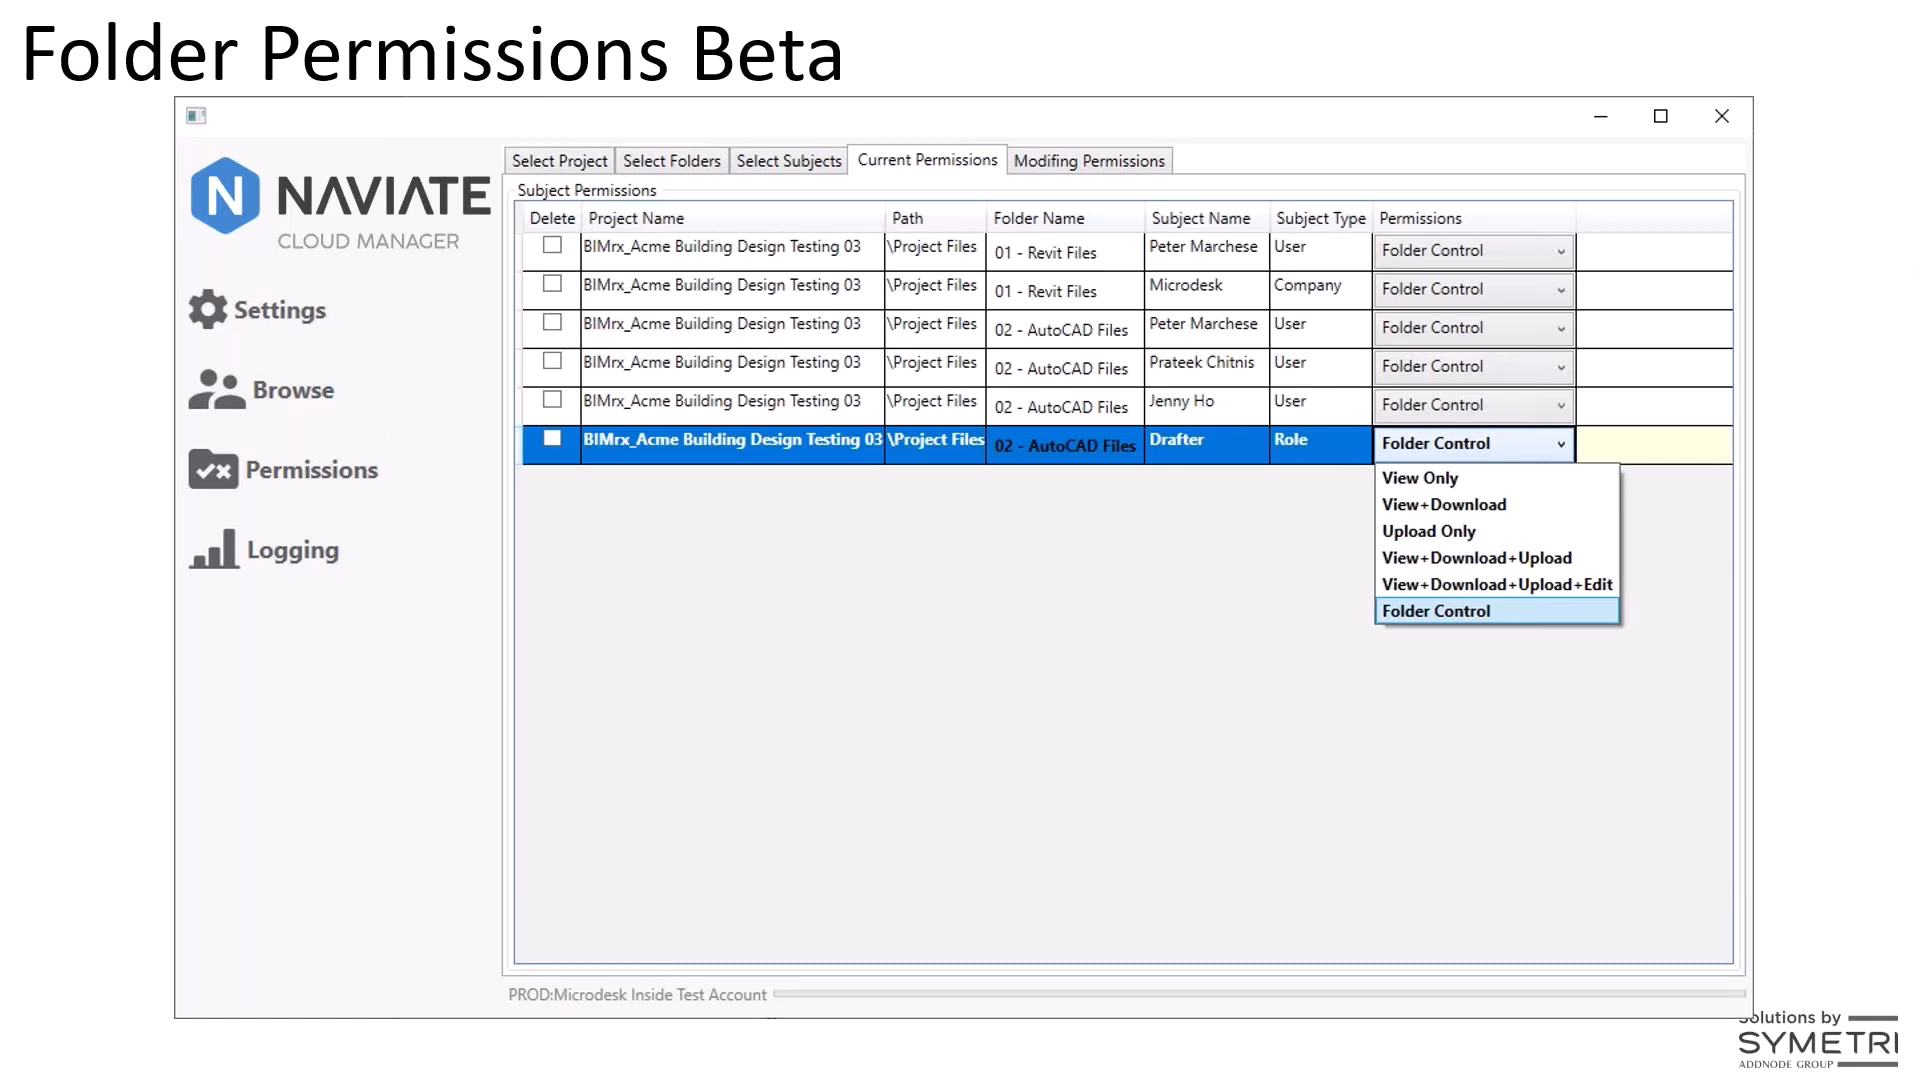 Folder Permissions Beta
NAVIATE
CLOUD MANAGER
Settings
Browse
Permissions
Logging
Select Project Select Folders Select Subjects Current Permissions Modifing Permissions
Subject Permissions
Delete Project Name Path Folder Name Subject Name Subject Type Permissions
BIMrx_Acme Building Design Testing 03 \Project Files 01 - Revit Files Peter Marchese User Folder Control
BIMrx_Acme Building Design Testing 03 \Project Files 01 - Revit Files Microdesk Company Folder Control
BIMrx_Acme Building Design Testing 03 \Project Files 02 - AutoCAD Files Peter Marchese User Folder Control
BIMrx_Acme Building Design Testing 03 \Project Files 02 - AutoCAD Files Prateek Chitnis User Folder Control
BIMrx_Acme Building Design Testing 03 \Project Files 02 - AutoCAD Files Jenny Ho User Folder Control
BIMrx_Acme Building Design Testing 03 \Project Files 02 - AutoCAD Files Drafter Role Folder Control
View Only
View+Download
Upload Only
View+Download+Upload
View+Download+Upload+Edit
Folder Control
PROD:Microdesk Inside Test Account
Solutions by
SYMETRI
ADDNODE GROUP